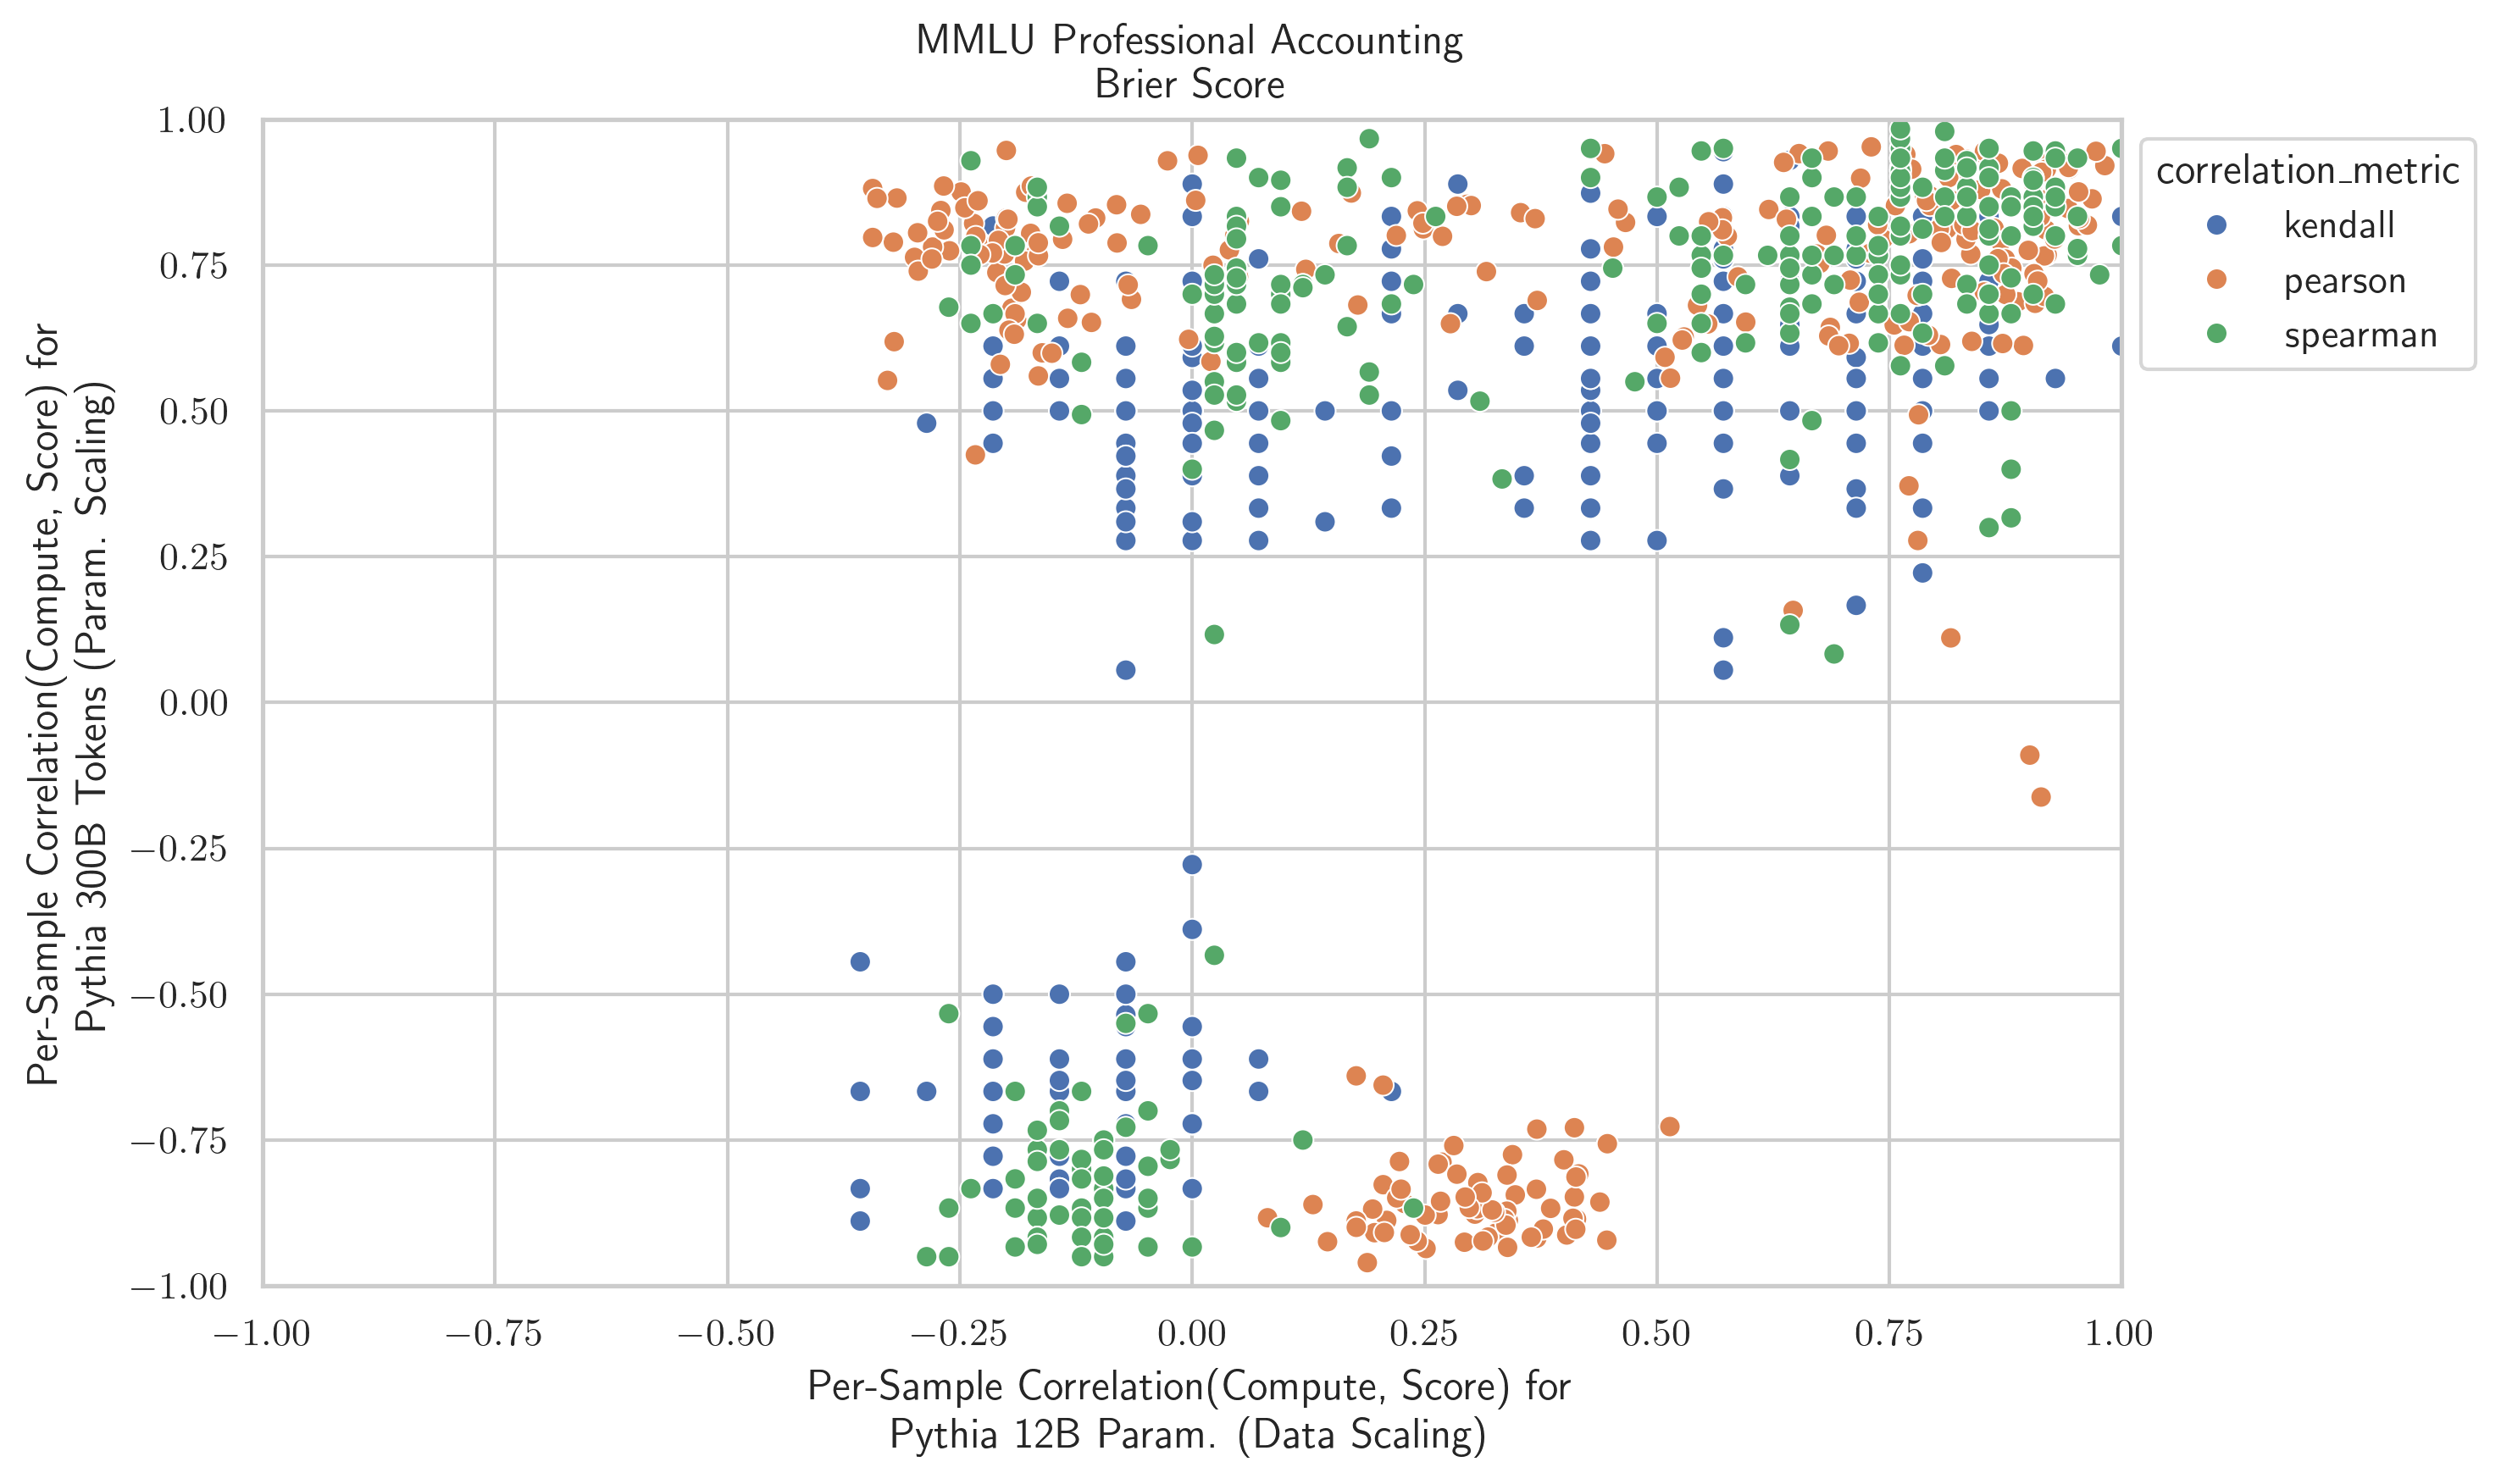 MMLU Professional Accounting
Brier Score
Per-Sample Correlation(Compute, Score) for
Pythia 300B Tokens (Param. Scaling)
1.00
0.75
0.50
0.25
0.00
−0.25
−0.50
−0.75
−1.00
−1.00 −0.75 −0.50 −0.25 0.00 0.25 0.50 0.75 1.00
Per-Sample Correlation(Compute, Score) for
Pythia 12B Param. (Data Scaling)
correlation_metric
kendall
pearson
spearman